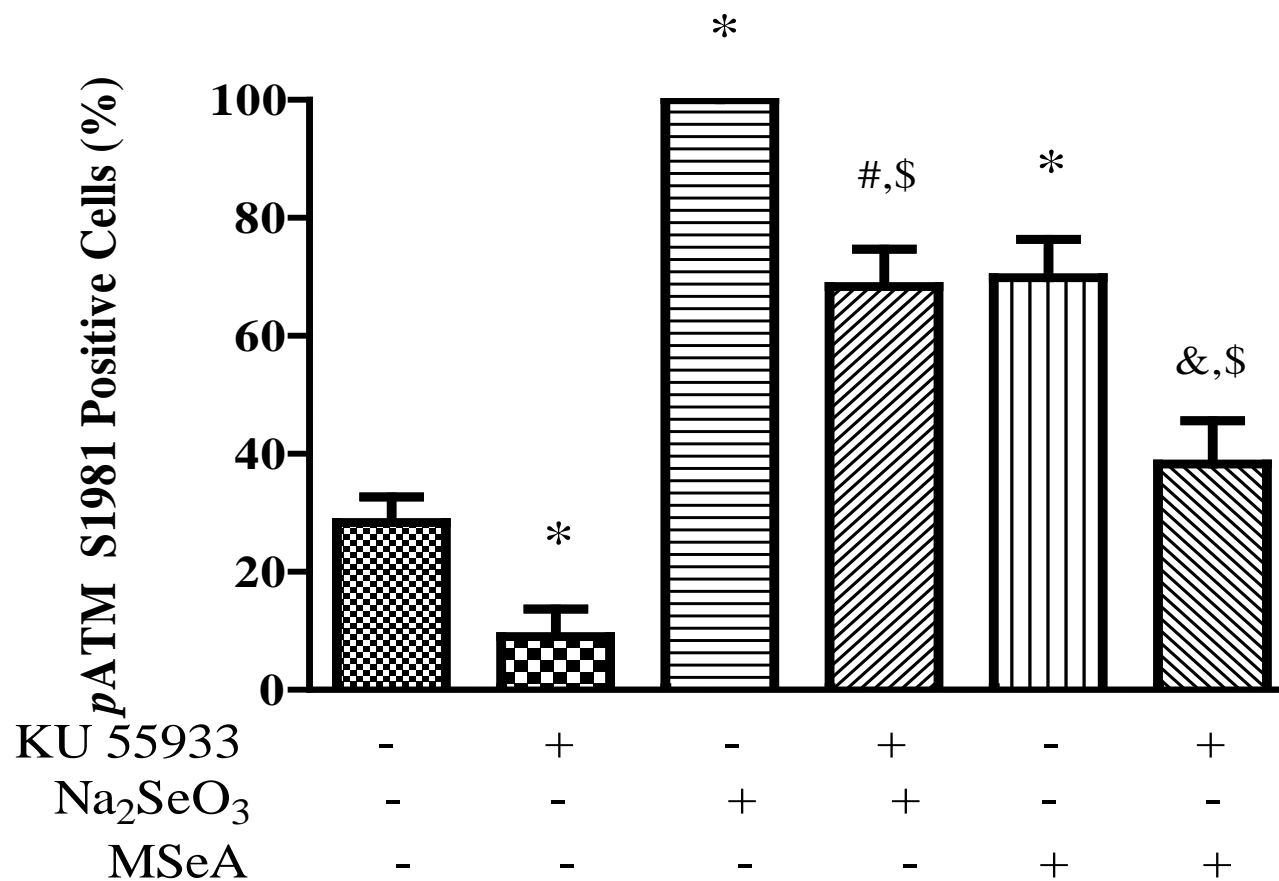 *
100
#,$
*
80
60
&,$
40
*
20
0
pATM S1981 Positive Cells (%)
KU 55933 - + - + - +
Na₂SeO₃ - - + + - -
MSeA - - - - + +